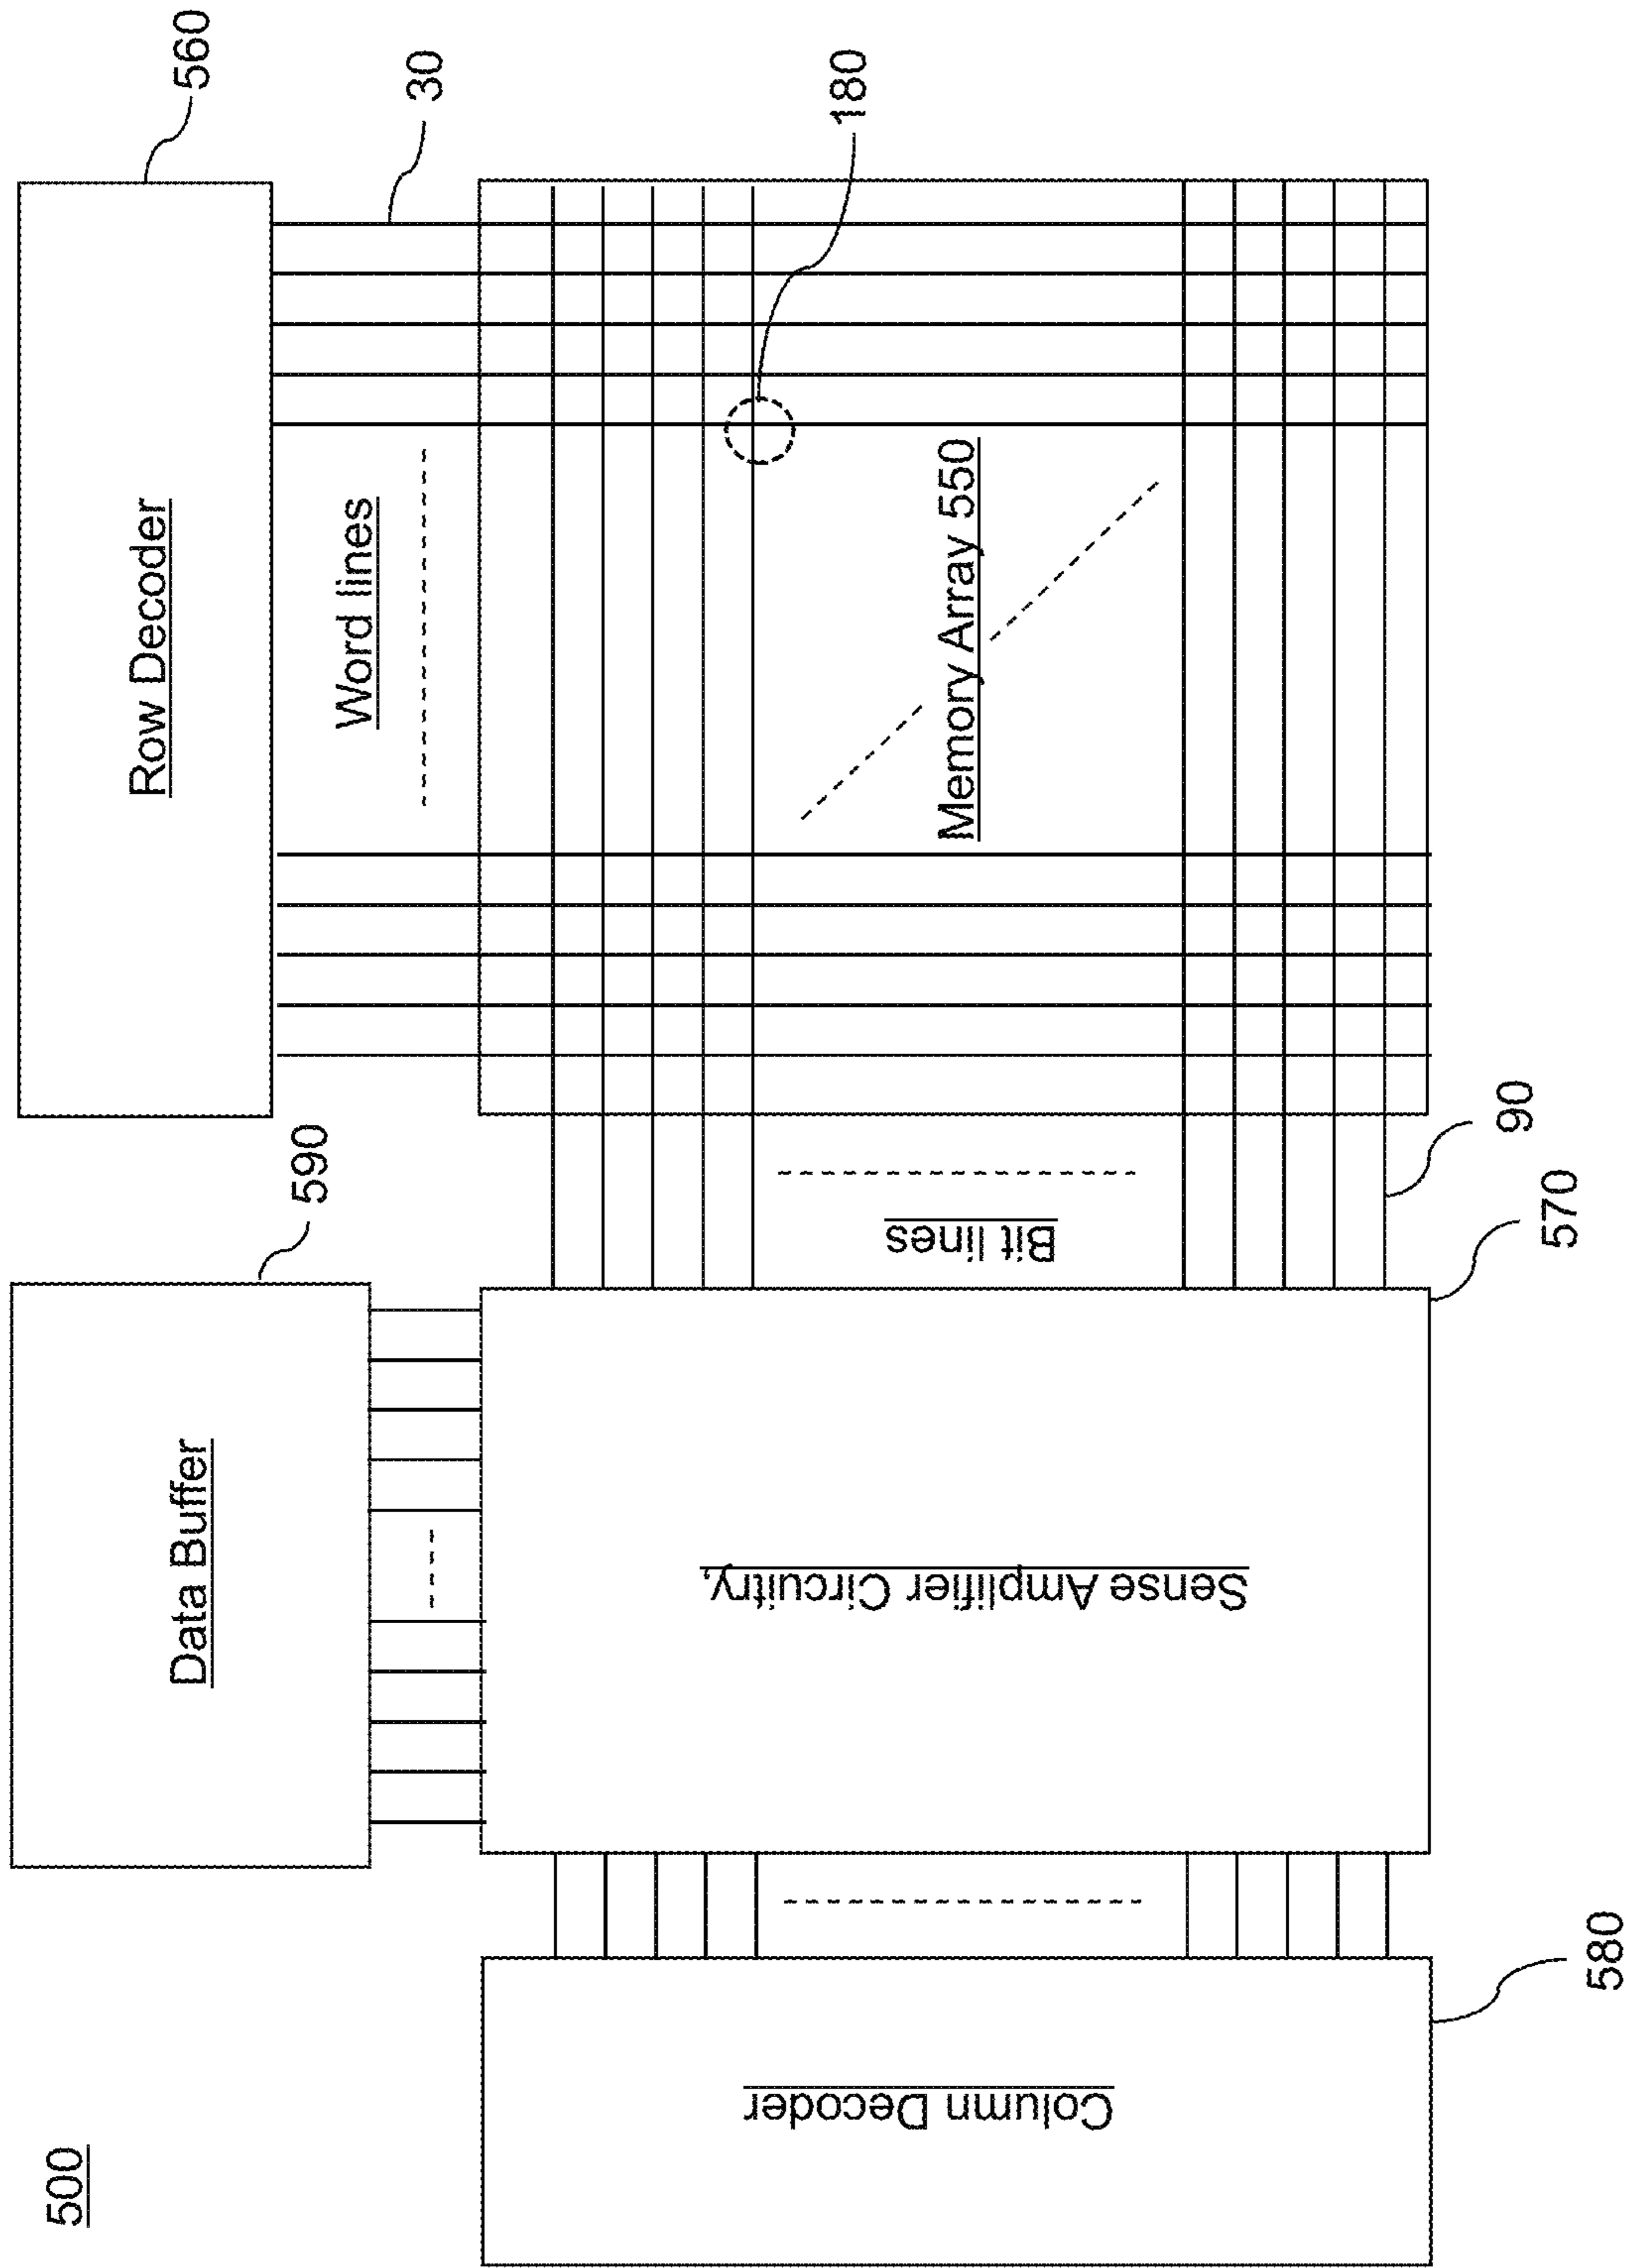 500
Row Decoder
560
Word lines
30
180
Memory Array 550
Data Buffer
590
Bit lines
90
Sense Amplifier Circuitry,
570
Column Decoder
580